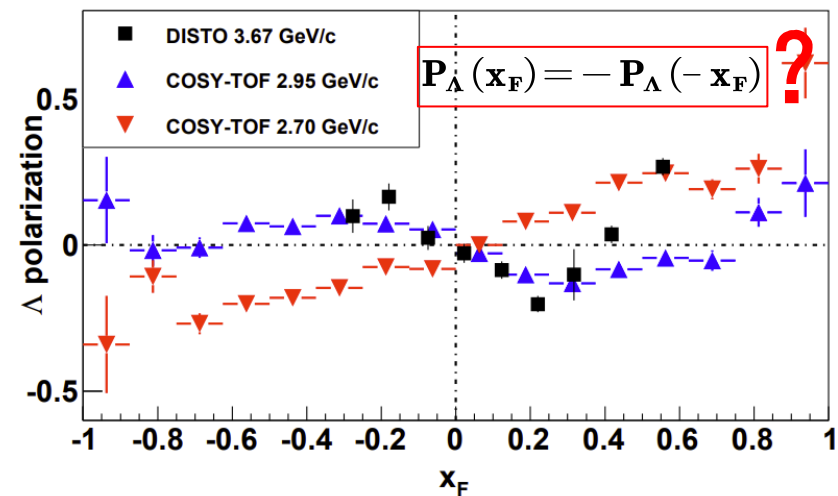 DISTO 3.67 GeV/c
COSY-TOF 2.95 GeV/c
COSY-TOF 2.70 GeV/c
P_Λ (x_F) = − P_Λ (− x_F) ?
Λ polarization
0.5
0
-0.5
-1 -0.8 -0.6 -0.4 -0.2 0 0.2 0.4 0.6 0.8 1
x_F